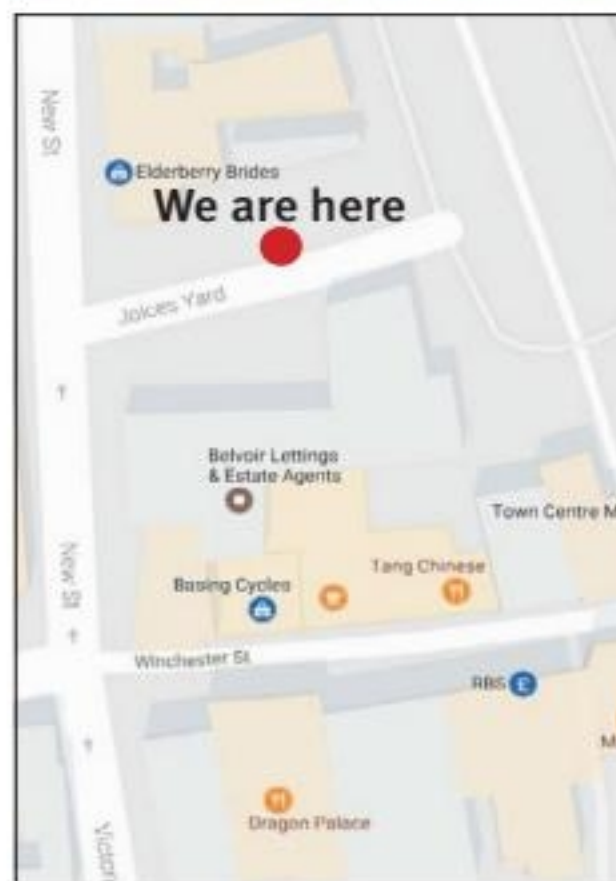 New St
Elderberry Brides
We are here
Joices Yard
Belvoir Lettings
& Estate Agents
Town Centre M
Tang Chinese
New St
Basing Cycles
Winchester St
RBS
£
M
Dragon Palace
Victori